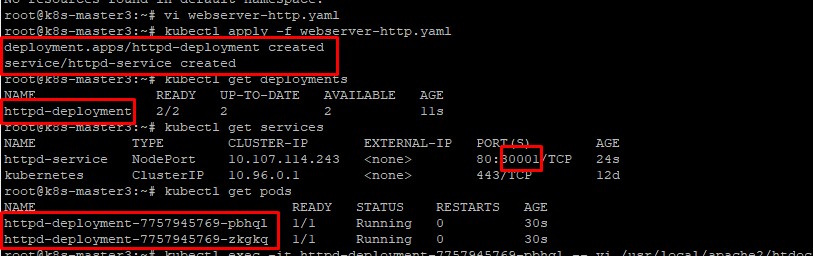 No resources found in default namespace.
root@k8s-master3:~# vi webserver-http.yaml
root@k8s-master3:~# kubectl apply -f webserver-http.yaml
deployment.apps/httpd-deployment created
service/httpd-service created
root@k8s-master3:~# kubectl get deployments
NAME READY UP-TO-DATE AVAILABLE AGE
httpd-deployment 2/2 2 2 11s
root@k8s-master3:~# kubectl get services
NAME TYPE CLUSTER-IP EXTERNAL-IP PORT(S) AGE
httpd-service NodePort 10.107.114.243 <none> 80:30001/TCP 24s
kubernetes ClusterIP 10.96.0.1 <none> 443/TCP 12d
root@k8s-master3:~# kubectl get pods
NAME READY STATUS RESTARTS AGE
httpd-deployment-7757945769-pbhql 1/1 Running 0 30s
httpd-deployment-7757945769-zkgkq 1/1 Running 0 30s
root@k8s-master3:~# kubectl exec -it httpd-deployment-7757945769-pbhql -- vi /usr/local/apache2/htdoc